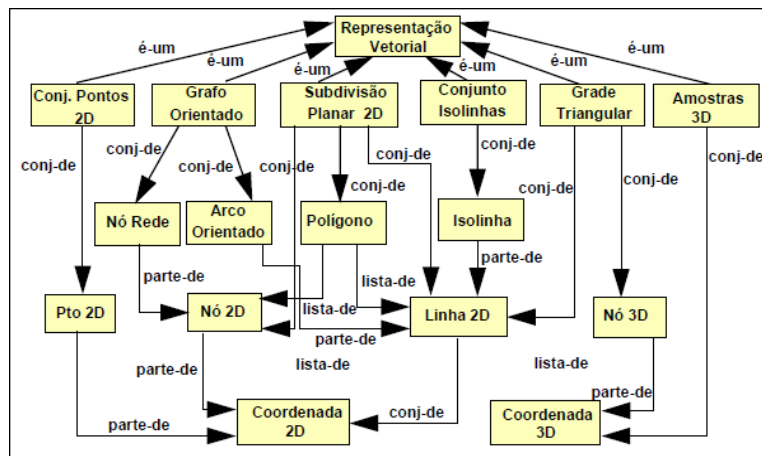 Representação
Vetorial
é-um
é-um
é-um
é-um
é-um
é-um
Conj. Pontos
2D
Grafo
Orientado
Subdivisão
Planar 2D
Conjunto
Isolinhas
Grade
Triangular
Amostras
3D
conj-de
conj-de
conj-de
conj-de
conj-de
conj-de
conj-de
conj-de
conj-de
conj-de
Nó Rede
Arco
Orientado
Polígono
Isolinha
parte-de
lista-de
parte-de
Pto 2D
Nó 2D
lista-de
Linha 2D
Nó 3D
parte-de
parte-de
lista-de
lista-de
parte-de
parte-de
Coordenada
2D
conj-de
Coordenada
3D